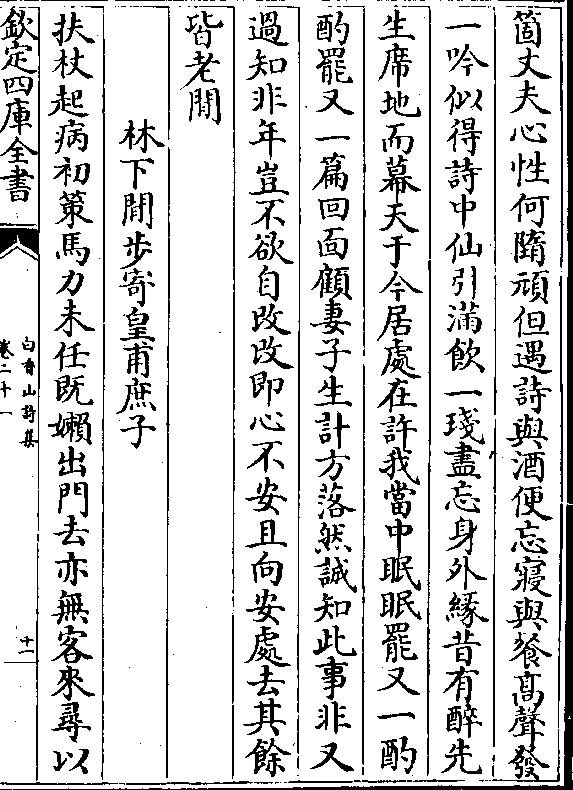 箇丈夫心性何隳頑但遇詩與酒便忘寢與飱髙聲發
一吟似得詩中仙引滿飲一琖盡忘身外緣昔有醉先
生席地而幕天于今居處在許我當中眠眠罷又一酌
酌罷又一篇回面顧妻子生計方落然誠知此事非又
過知非年豈不欲自改改即心不安且向安處去其餘
皆老閒
林下閒步寄皇甫庶子
扶杖起病初策馬力未任既嬾出門去亦無客來尋以
欽定四庫全書
白香山詩集
卷二十一
十一